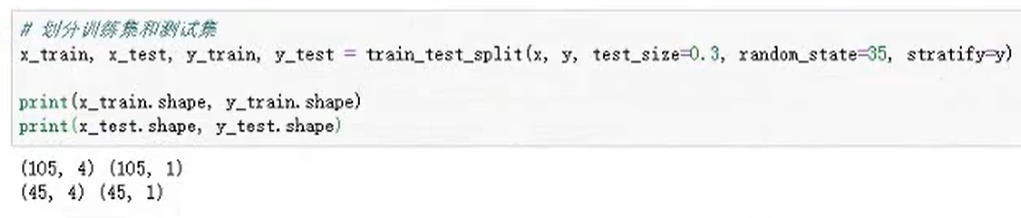 # 划分训练集和测试集
x_train, x_test, y_train, y_test = train_test_split(x, y, test_size=0.3, random_state=35, stratify=y)
print(x_train.shape, y_train.shape)
print(x_test.shape, y_test.shape)
(105, 4) (105, 1)
(45, 4) (45, 1)